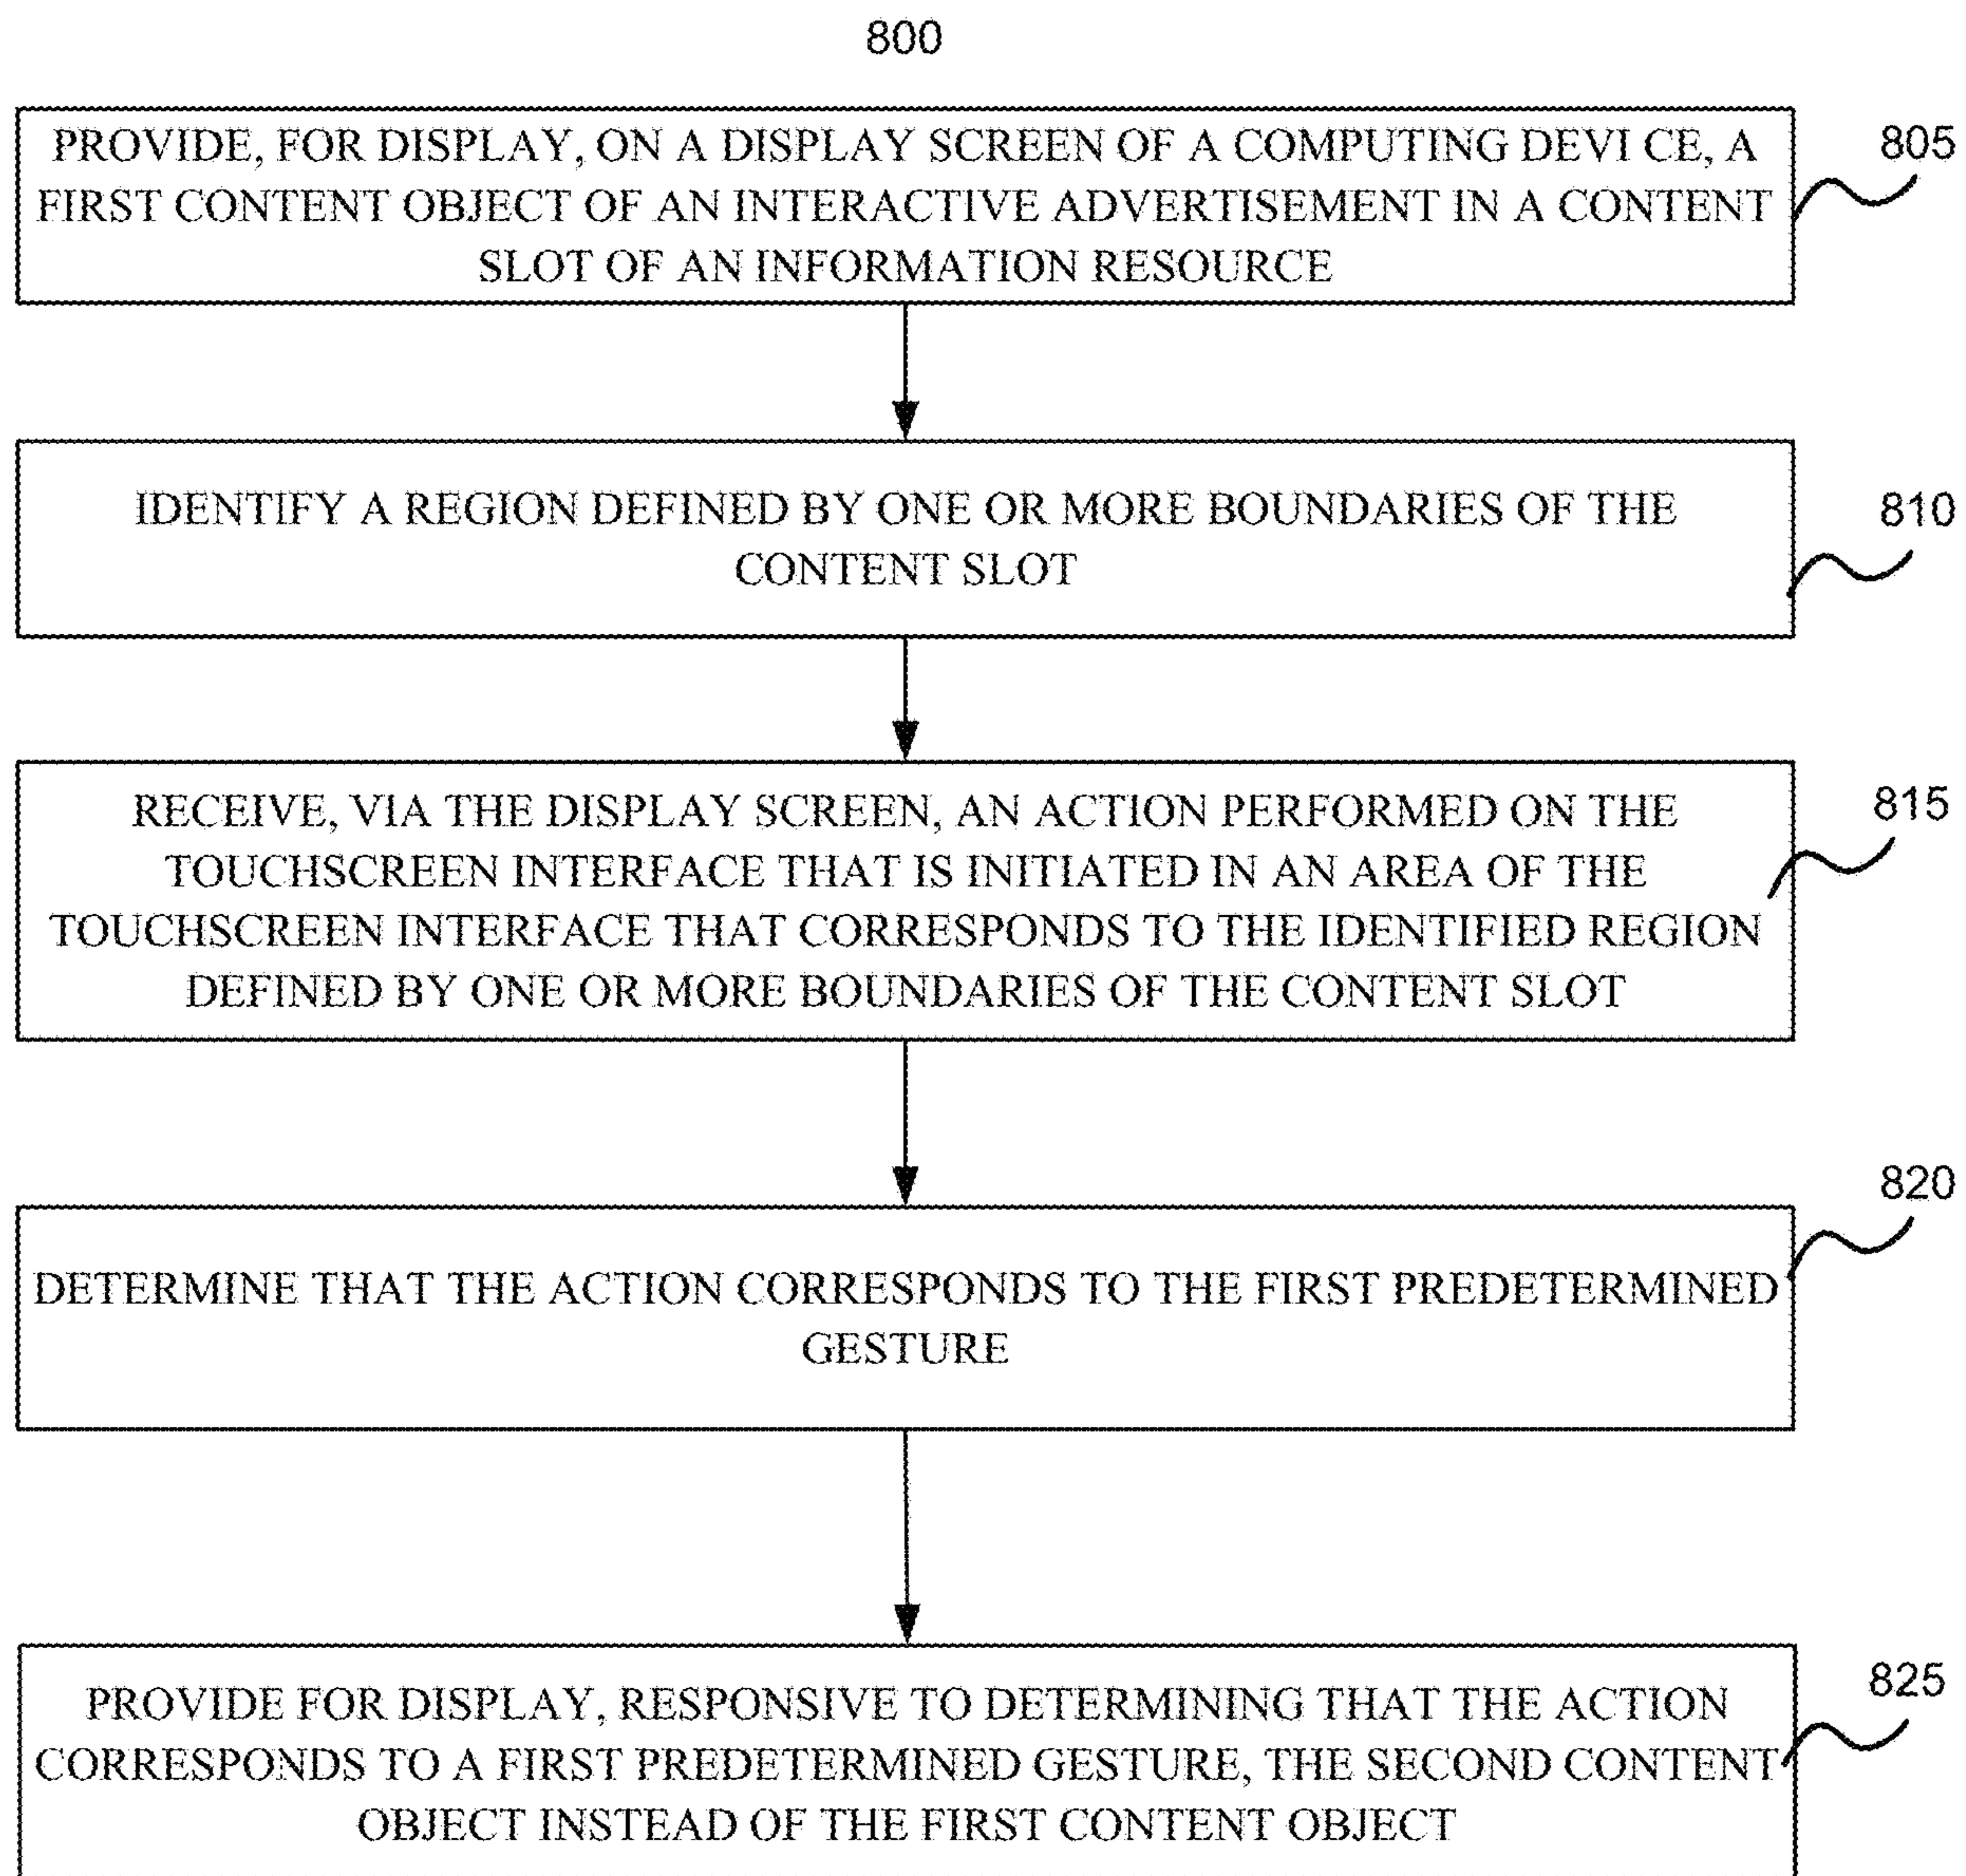 800
PROVIDE, FOR DISPLAY, ON A DISPLAY SCREEN OF A COMPUTING DEVI CE, A
805
FIRST CONTENT OBJECT OF AN INTERACTIVE ADVERTISEMENT IN A CONTENT
SLOT OF AN INFORMATION RESOURCE
IDENTIFY A REGION DEFINED BY ONE OR MORE BOUNDARIES OF THE
810
CONTENT SLOT
RECEIVE, VIA THE DISPLAY SCREEN, AN ACTION PERFORMED ON THE
815
TOUCHSCREEN INTERFACE THAT IS INITIATED IN AN AREA OF THE
TOUCHSCREEN INTERFACE THAT CORRESPONDS TO THE IDENTIFIED REGION
DEFINED BY ONE OR MORE BOUNDARIES OF THE CONTENT SLOT
820
DETERMINE THAT THE ACTION CORRESPONDS TO THE FIRST PREDETERMINED
GESTURE
825
PROVIDE FOR DISPLAY, RESPONSIVE TO DETERMINING THAT THE ACTION
CORRESPONDS TO A FIRST PREDETERMINED GESTURE, THE SECOND CONTENT
OBJECT INSTEAD OF THE FIRST CONTENT OBJECT